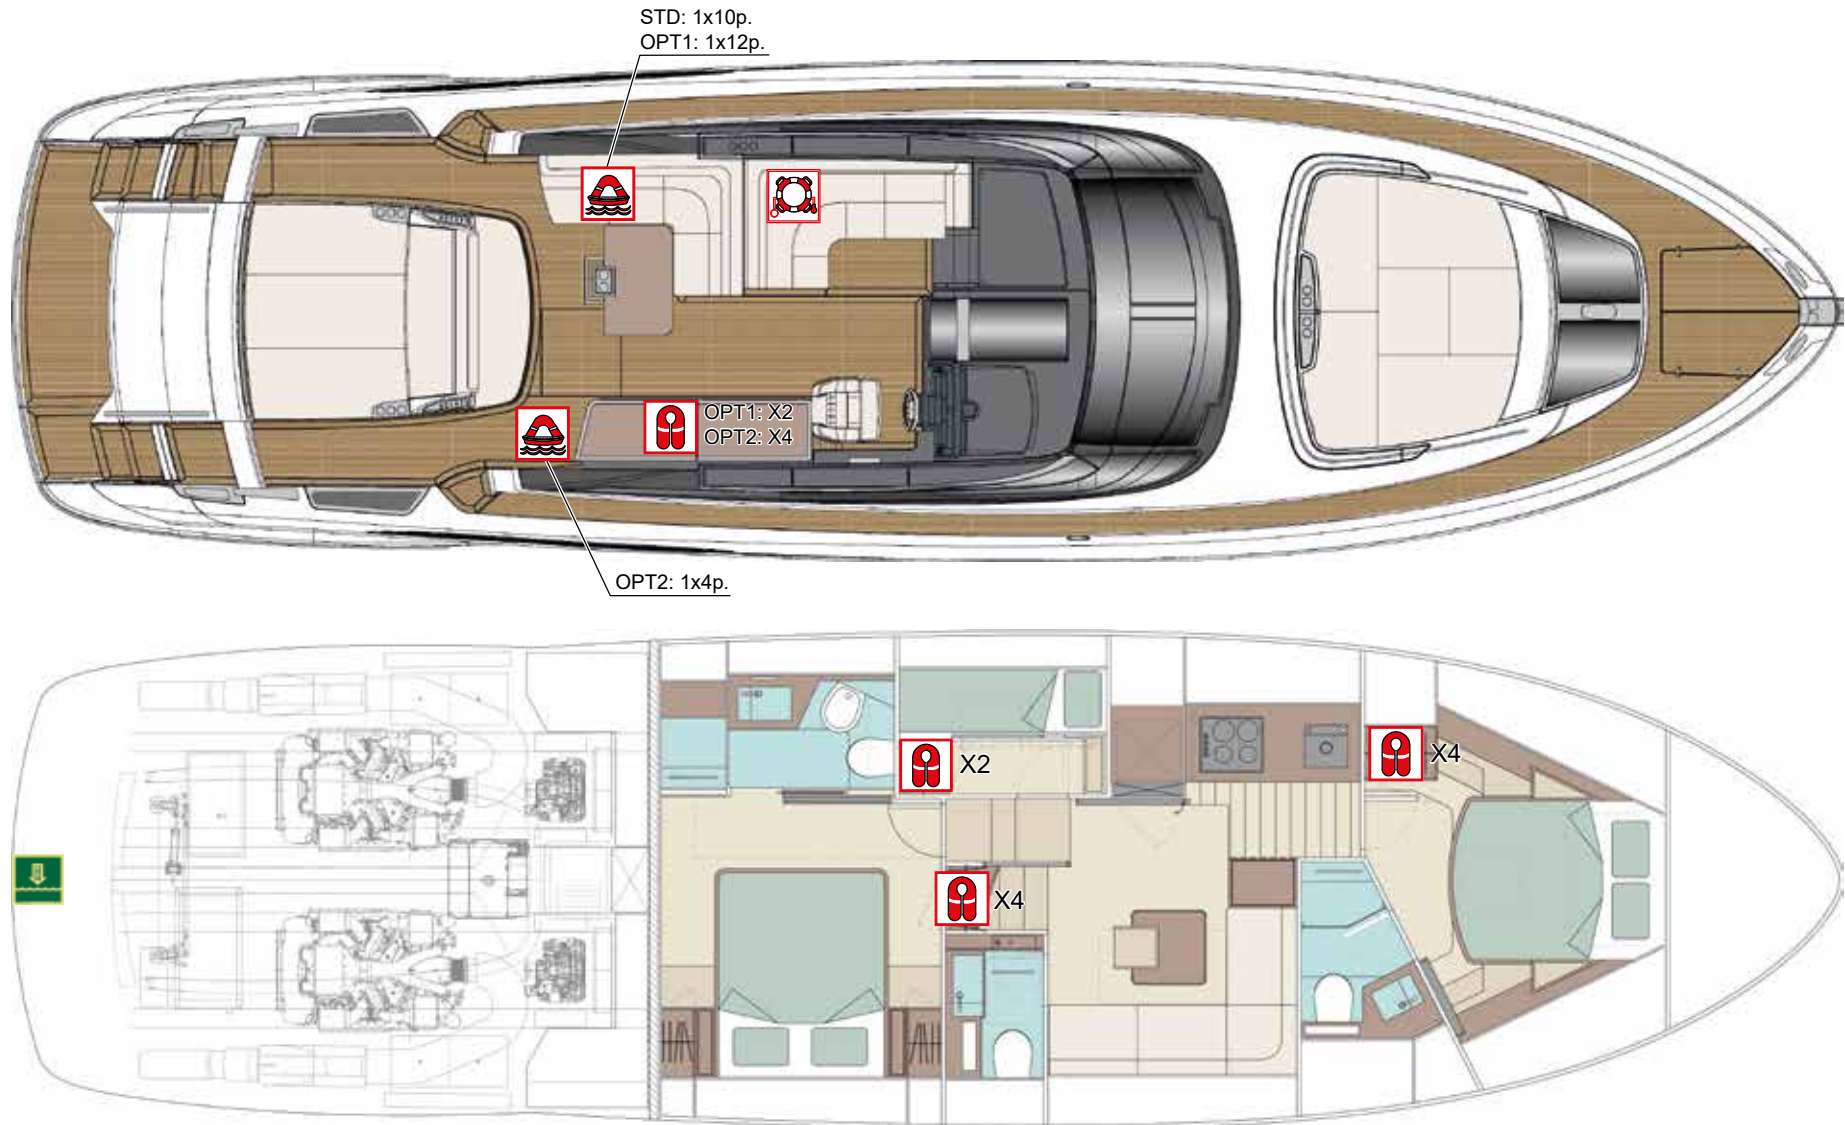 STD: 1x10p.
OPT1: 1x12p.
OPT1: X2
OPT2: X4
OPT2: 1x4p.
X2
X4
X4